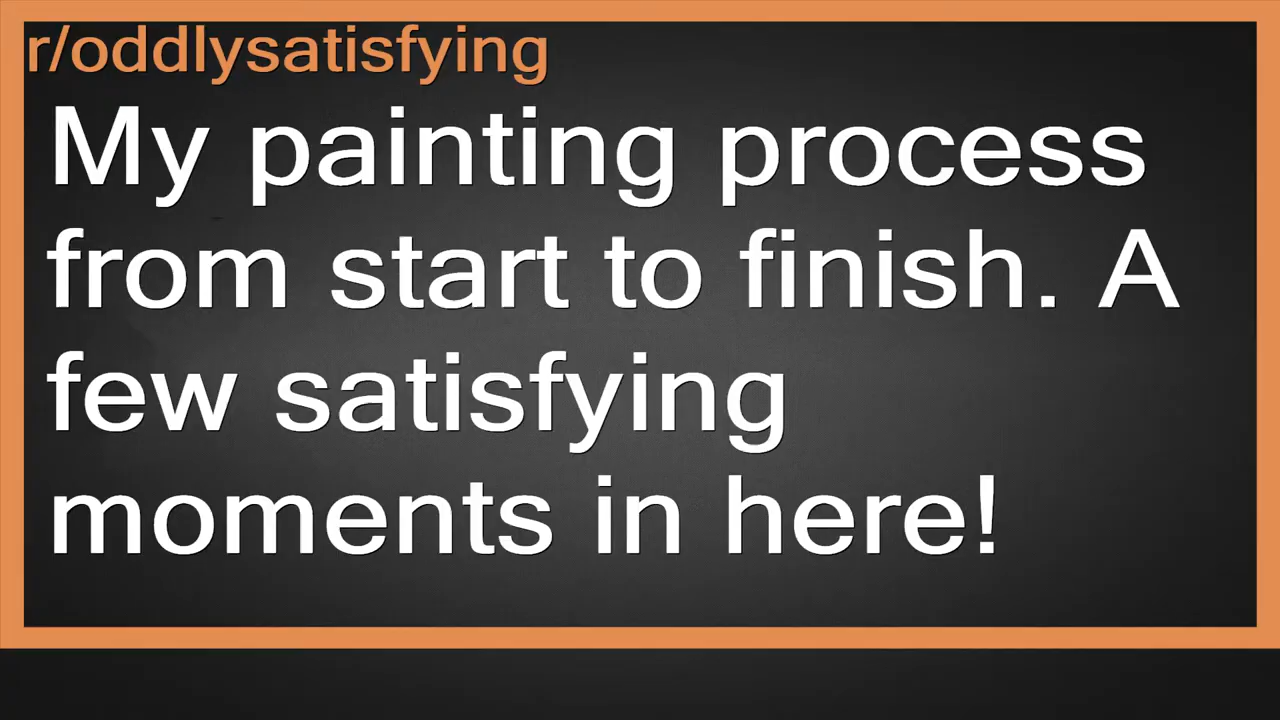 r/oddlysatisfying
My painting process
from start to finish. A
few satisfying
moments in here!